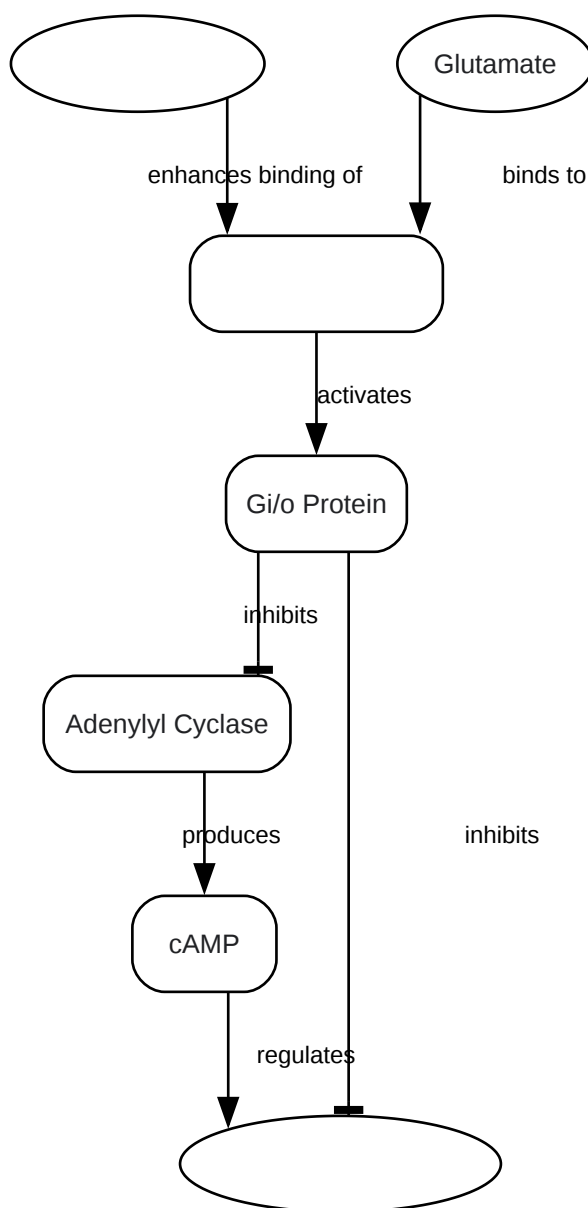 Glutamate
enhances binding of
binds to
activates
Gi/o Protein
inhibits
Adenylyl Cyclase
produces
inhibits
cAMP
regulates